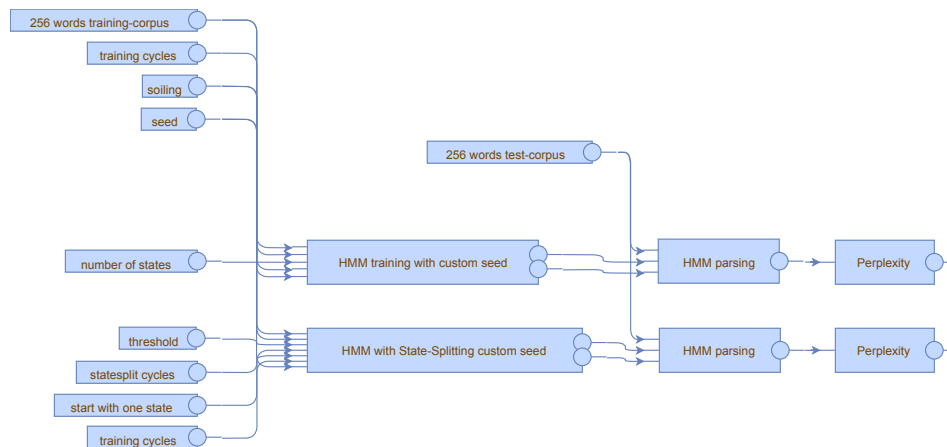 256 words training-corpus
training cycles
soiling
seed
256 words test-corpus
number of states
HMM training with custom seed
HMM parsing
Perplexity
threshold
HMM with State-Splitting custom seed
HMM parsing
Perplexity
statesplit cycles
start with one state
training cycles